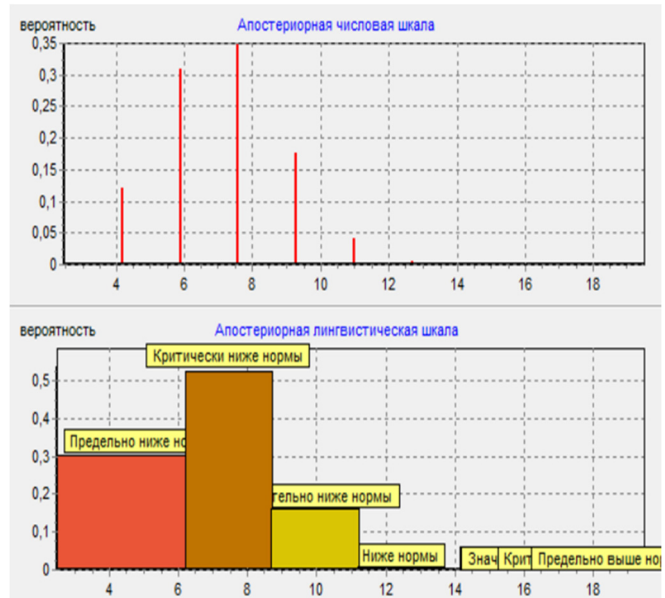 вероятность Апостериорная числовая шкала
0,35
0,3
0,25
0,2
0,15
0,1
0,05
0
4 6 8 10 12 14 16 18
вероятность Апостериорная лингвистическая шкала
Критически ниже нормы
0,5
0,4
Предельно ниже но
0,3
тельно ниже нормы
0,2
0,1
Ниже нормы Знач Крит Предельно выше нор
0
4 6 8 10 12 14 16 18